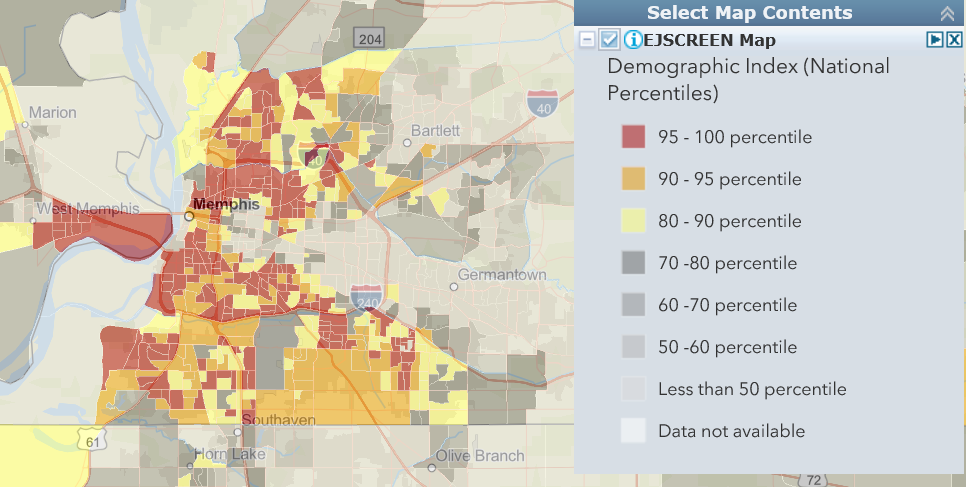 Select Map Contents
EJSCREEN Map
Demographic Index (National
Percentiles)
95 - 100 percentile
90 - 95 percentile
80 - 90 percentile
70 -80 percentile
60 -70 percentile
50 -60 percentile
Less than 50 percentile
Data not available
204
40
Marion
Bartlett
40
West Memphis
Memphis
Germantown
240
Southaven
61
Horn Lake
Olive Branch
72